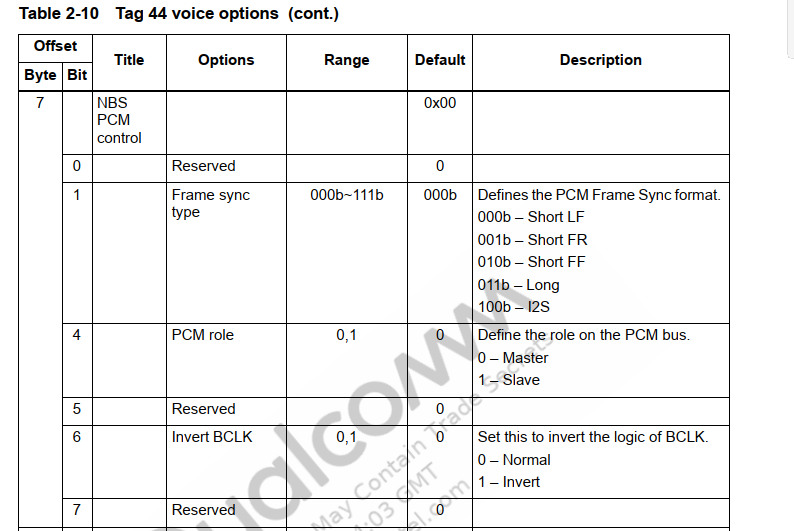 Table 2-10 Tag 44 voice options (cont.)
Offset
Title Options Range Default Description
Byte Bit
7 NBS PCM control 0x00
0 Reserved 0
1 Frame sync type 000b~111b 000b Defines the PCM Frame Sync format.
000b – Short LF
001b – Short FR
010b – Short FF
011b – Long
100b – I2S
4 PCM role 0,1 0 Define the role on the PCM bus.
0 – Master
1 – Slave
5 Reserved 0
6 Invert BCLK 0,1 0 Set this to invert the logic of BCLK.
0 – Normal
1 – Invert
7 Reserved 0
Qualcomm
May Contain Trade Secrets
:03 GMT
.com